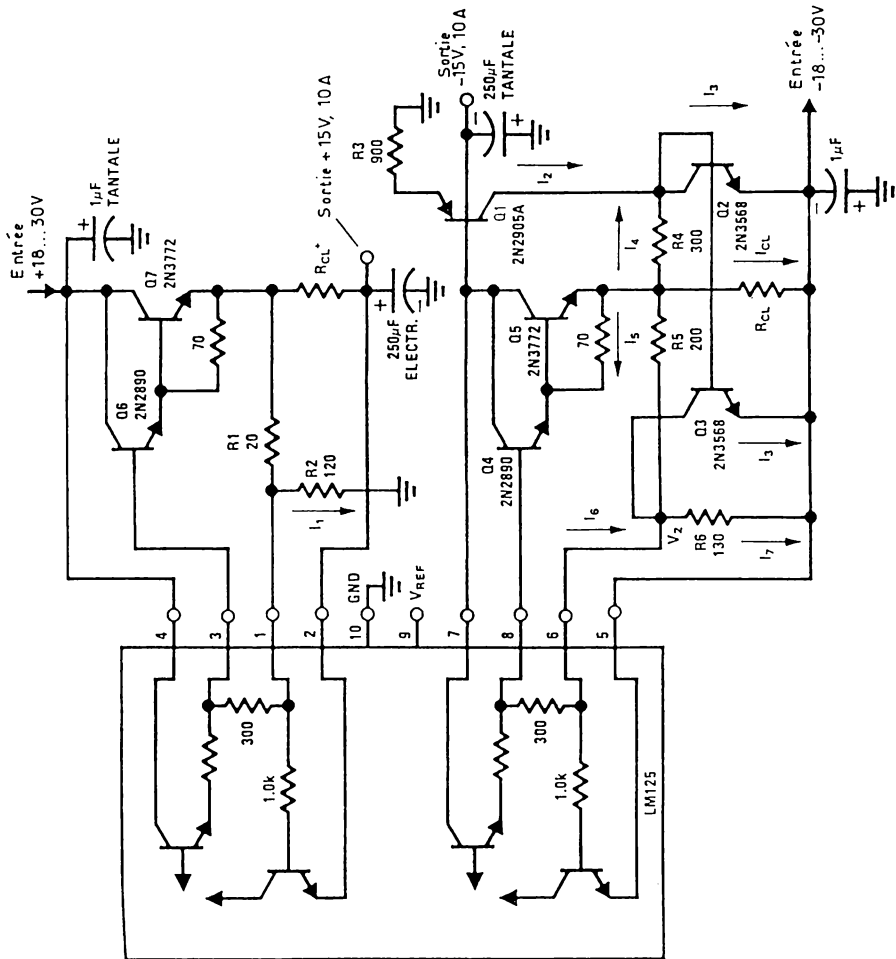 Entrée
+18...30V
1µF
TANTALE
Q7
2N3772
Q6
2N2890
70
RCL+
Sortie +15V, 10A
250µF
ELECTR.
R1
20
R2
120
I1
4
3
1
2
10
GND
9
VREF
7
8
6
5
300
1.0k
300
1.0k
LM125
Sortie
-15V, 10A
250µF
TANTALE
R3
900
Q1
2N2905A
I2
Q5
2N3772
70
Q4
2N2890
I4
I5
R4
300
R5
200
Q2
2N3568
I3
ICL
RCL
Q3
2N3568
I3
I6
VZ
R6
130
I7
1µF
Entrée
-18...-30V